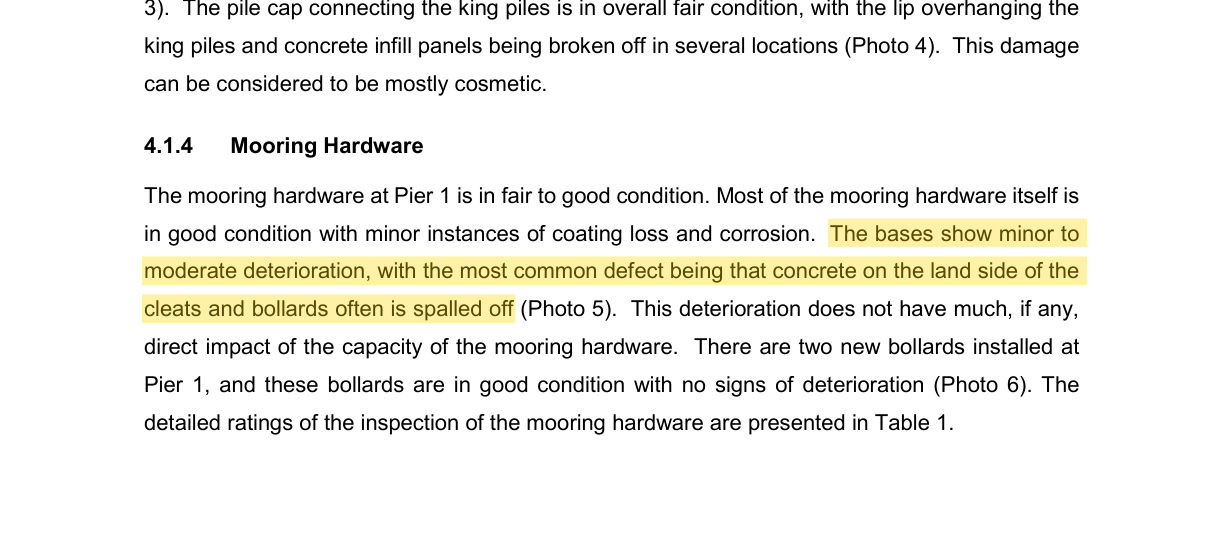 3). The pile cap connecting the king piles is in overall fair condition, with the lip overhanging the
king piles and concrete infill panels being broken off in several locations (Photo 4). This damage
can be considered to be mostly cosmetic.
4.1.4 Mooring Hardware
The mooring hardware at Pier 1 is in fair to good condition. Most of the mooring hardware itself is
in good condition with minor instances of coating loss and corrosion. The bases show minor to
moderate deterioration, with the most common defect being that concrete on the land side of the
cleats and bollards often is spalled off (Photo 5). This deterioration does not have much, if any,
direct impact of the capacity of the mooring hardware. There are two new bollards installed at
Pier 1, and these bollards are in good condition with no signs of deterioration (Photo 6). The
detailed ratings of the inspection of the mooring hardware are presented in Table 1.